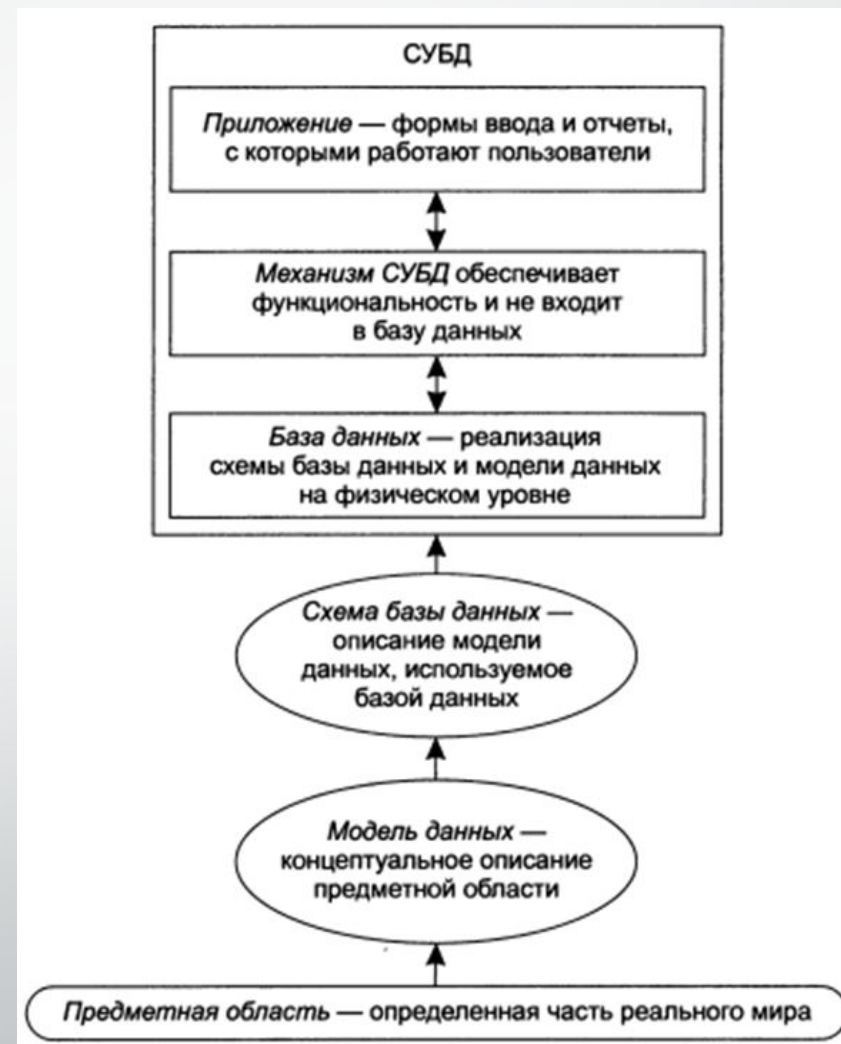 СУБД
Приложение — формы ввода и отчеты,
с которыми работают пользователи
Механизм СУБД обеспечивает
функциональность и не входит
в базу данных
База данных — реализация
схемы базы данных и модели данных
на физическом уровне
Схема базы данных —
описание модели
данных, используемое
базой данных
Модель данных —
концептуальное описание
предметной области
Предметная область — определенная часть реального мира